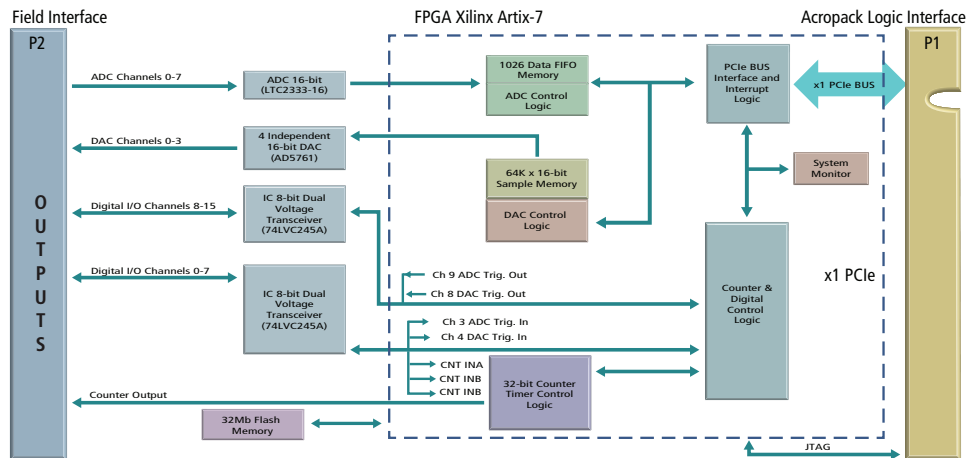 Field Interface
FPGA Xilinx Artix-7
Acropack Logic Interface
P2
P1
ADC Channels 0-7
ADC 16-bit
(LTC2333-16)
1026 Data FIFO
Memory
ADC Control
Logic
PCIe BUS
Interface and
Interrupt
Logic
x1 PCIe BUS
DAC Channels 0-3
4 Independent
16-bit DAC
(AD5761)
64K x 16-bit
Sample Memory
DAC Control
Logic
System
Monitor
OUTPUTS
Digital I/O Channels 8-15
IC 8-bit Dual
Voltage
Transceiver
(74LVC245A)
Digital I/O Channels 0-7
IC 8-bit Dual
Voltage
Transceiver
(74LVC245A)
Ch 9 ADC Trig. Out
Ch 8 DAC Trig. Out
Counter &
Digital
Control
Logic
x1 PCIe
Ch 3 ADC Trig. In
Ch 4 DAC Trig. In
CNT INA
CNT INB
CNT INB
32-bit Counter
Timer Control
Logic
Counter Output
32Mb Flash
Memory
JTAG